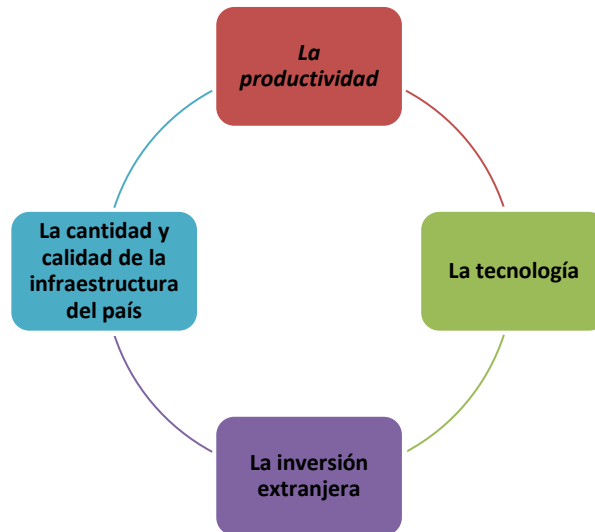 La
productividad
La tecnología
La inversión
extranjera
La cantidad y
calidad de la
infraestructura
del país